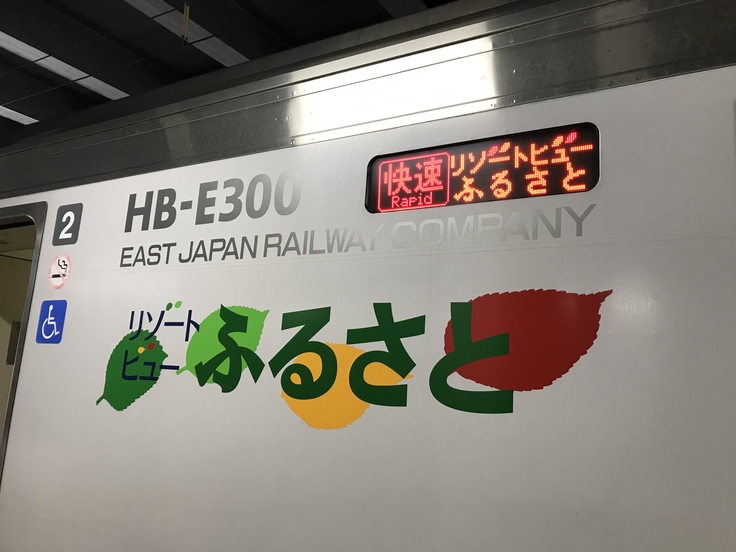 快速
Rapid
リゾートビュー
ふるさと
2
HB-E300
EAST JAPAN RAILWAY COMPANY
リゾート
ビュー
ふるさと